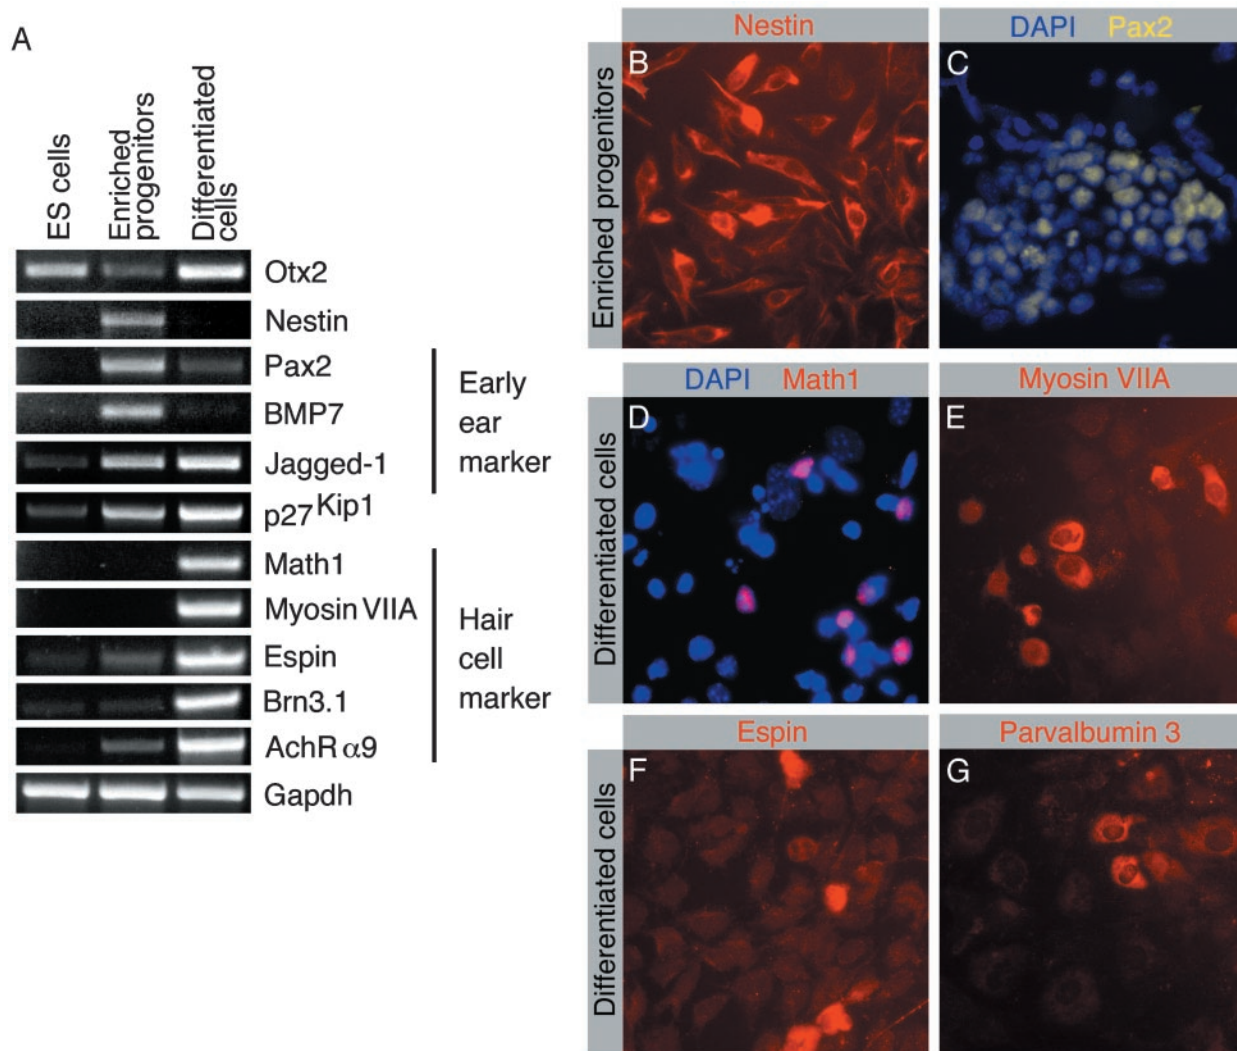 A
ES cells
Enriched
progenitors
Differentiated
cells
Otx2
Nestin
Pax2
BMP7
Jagged-1
p27Kip1
Math1
Myosin VIIA
Espin
Brn3.1
AchR α9
Gapdh
Early
ear
marker
Hair
cell
marker
Nestin
DAPI Pax2
Enriched progenitors
B
C
DAPI Math1
Myosin VIIA
Differentiated cells
D
E
Espin
Parvalbumin 3
Differentiated cells
F
G